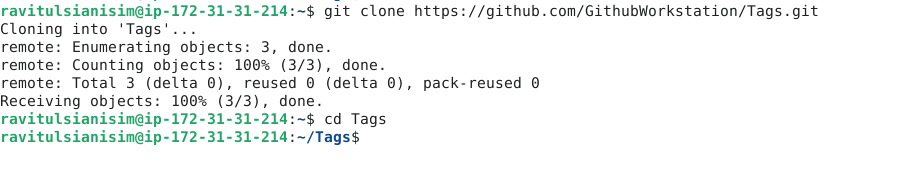 ravitulsianisim@ip-172-31-31-214:~$ git clone https://github.com/GithubWorkstation/Tags.git
Cloning into 'Tags'...
remote: Enumerating objects: 3, done.
remote: Counting objects: 100% (3/3), done.
remote: Total 3 (delta 0), reused 0 (delta 0), pack-reused 0
Receiving objects: 100% (3/3), done.
ravitulsianisim@ip-172-31-31-214:~$ cd Tags
ravitulsianisim@ip-172-31-31-214:~/Tags$